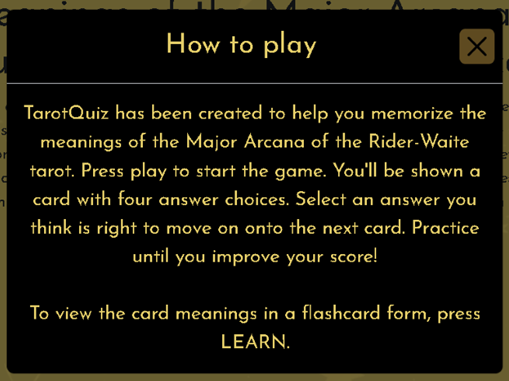 How to play
TarotQuiz has been created to help you memorize the
meanings of the Major Arcana of the Rider-Waite
tarot. Press play to start the game. You'll be shown a
card with four answer choices. Select an answer you
think is right to move on onto the next card. Practice
until you improve your score!
To view the card meanings in a flashcard form, press
LEARN.